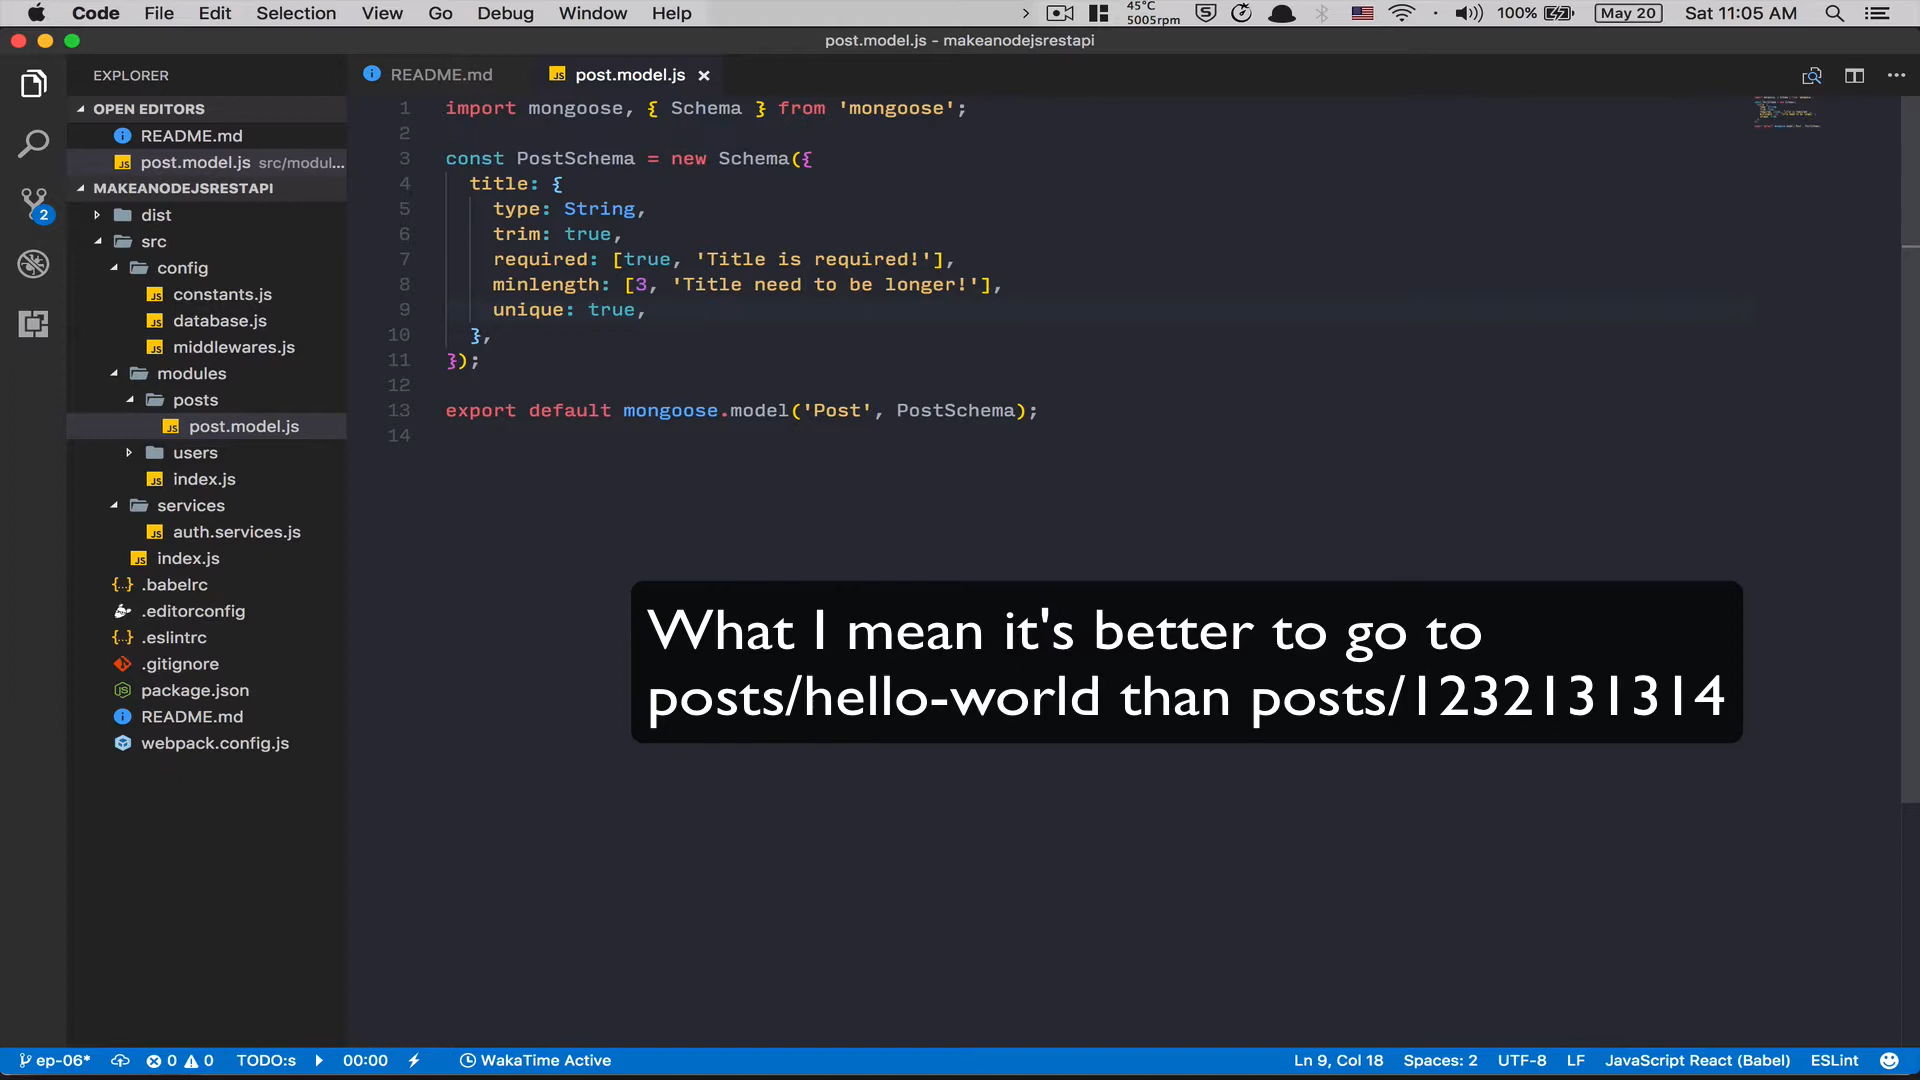 Code File Edit Selection View Go Debug Window Help
45°C
5005rpm
100% May 20 Sat 11:05 AM
post.model.js - makeanodejsrestapi
EXPLORER
OPEN EDITORS
README.md
post.model.js src/modul...
MAKEANODEJSRESTAPI
dist
src
config
constants.js
database.js
middlewares.js
modules
posts
post.model.js
users
index.js
services
auth.services.js
index.js
.babelrc
.editorconfig
.eslintrc
.gitignore
package.json
README.md
webpack.config.js
2
README.md post.model.js
1 import mongoose, { Schema } from 'mongoose';
2
3 const PostSchema = new Schema({
4 title: {
5 type: String,
6 trim: true,
7 required: [true, 'Title is required!'],
8 minlength: [3, 'Title need to be longer!'],
9 unique: true,
10 },
11 });
12
13 export default mongoose.model('Post', PostSchema);
14
What I mean it's better to go to
posts/hello-world than posts/1232131314
ep-06* 0 0 TODO:s 00:00 WakaTime Active Ln 9, Col 18 Spaces: 2 UTF-8 LF JavaScript React (Babel) ESLint